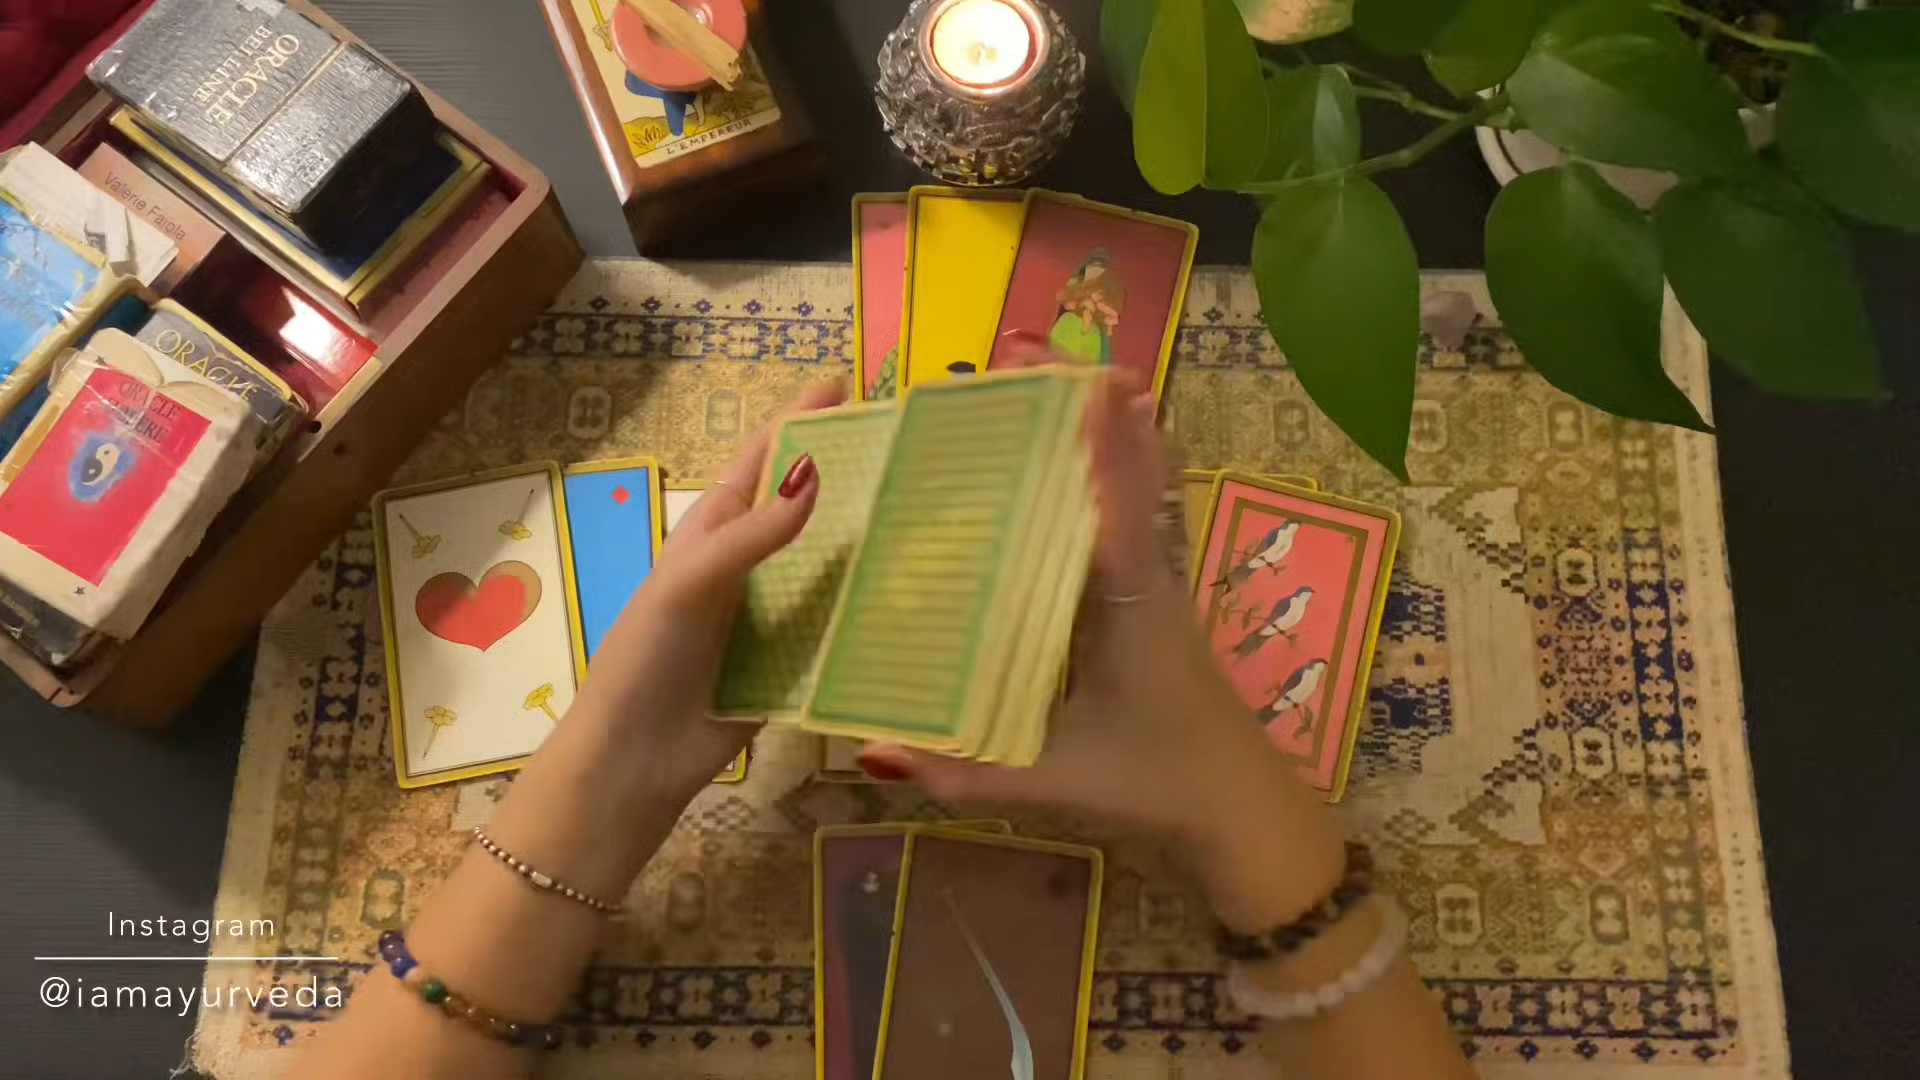 ORACLE
BELLINE
Valerie Faiola
ORACLE
ORACLE
L'EMPEREUR
Instagram
@iamayurveda